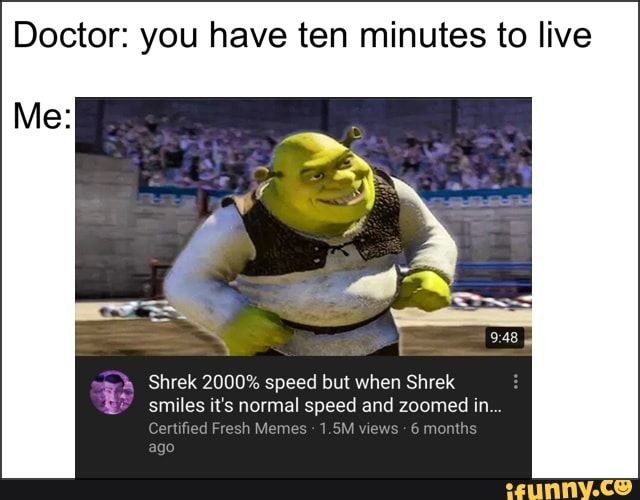 Doctor: you have ten minutes to live
Me:
9:48
Shrek 2000% speed but when Shrek
smiles it's normal speed and zoomed in...
Certified Fresh Memes · 1.5M views · 6 months
ago
ifunny.co